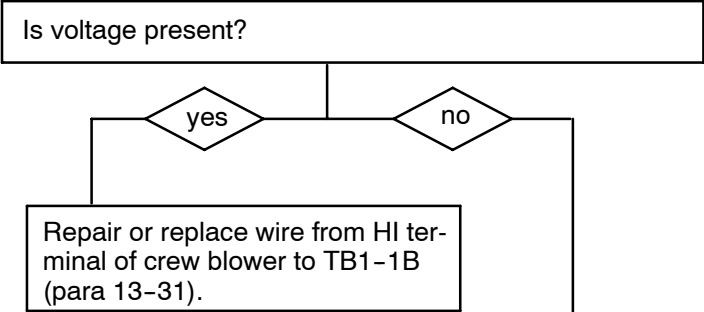 Is voltage present?
yes
no
Repair or replace wire from HI ter-
minal of crew blower to TB1-1B
(para 13-31).